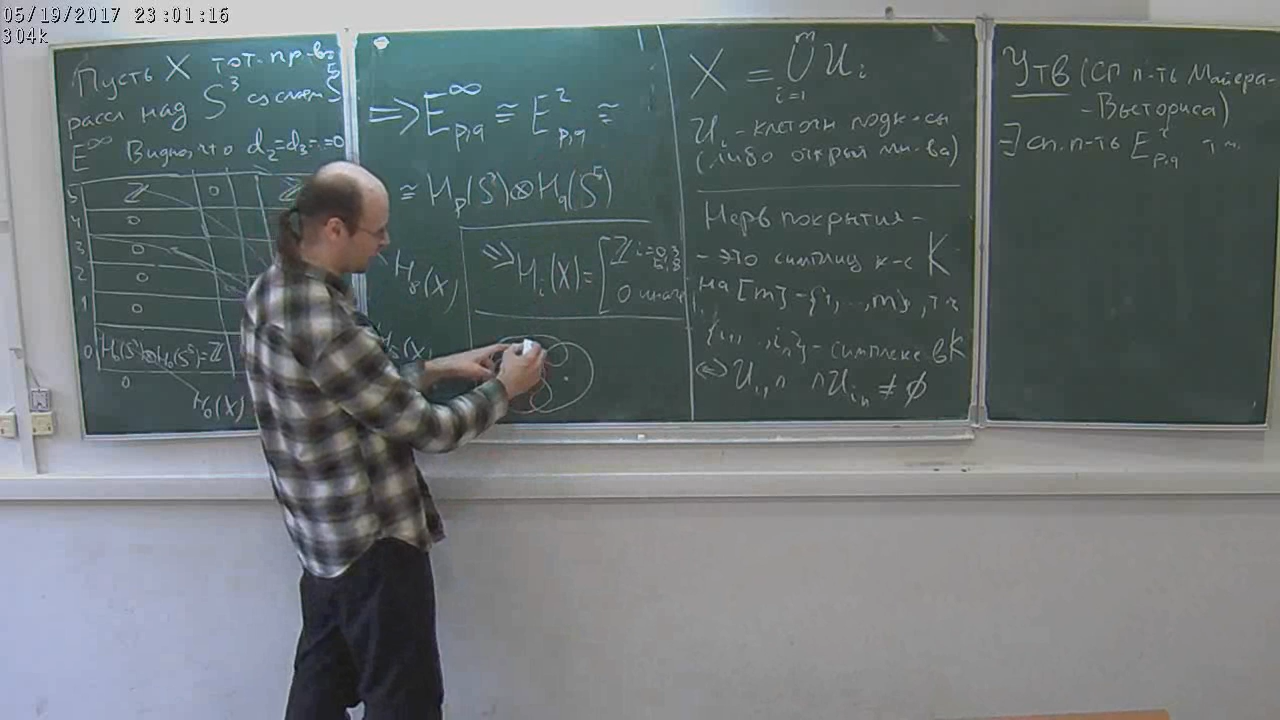 05/19/2017 23:01:16
304k
Пусть X тот. пр-во
рассл над S³ со слоем S⁵
E^∞ Видно, что d₂=d₃=...=0
5 ℤ 0 ℤ
4 0
3 0
2 0
1 0
0 H₀(S³)⊗H₀(S⁵)=ℤ
0
H₀(X)
H₈(X)
⇒ E^∞_{p,q} ≅ E²_{p,q} ≅
≅ H_p(S³)⊗H_q(S⁵)
⇒ H_i(X) = [ ℤ i=0,3,5,8
0 иначе
X = ∪_{i=1}^{m} U_i
U_i - клеточн подк-сы
(либо открыт мн-ва)
Нерв покрытия -
- это симплиц к-с K
на [m]={1,...,m}, т.ч.
{i₁,...,i_n} - симплекс в K
⇔ U_{i₁}∩ ∩U_{i_n} ≠ ∅
Утв (сп п-ть Майера-
-Вьеториса)
∃ сп. п-ть E²_{p,q} т.ч.